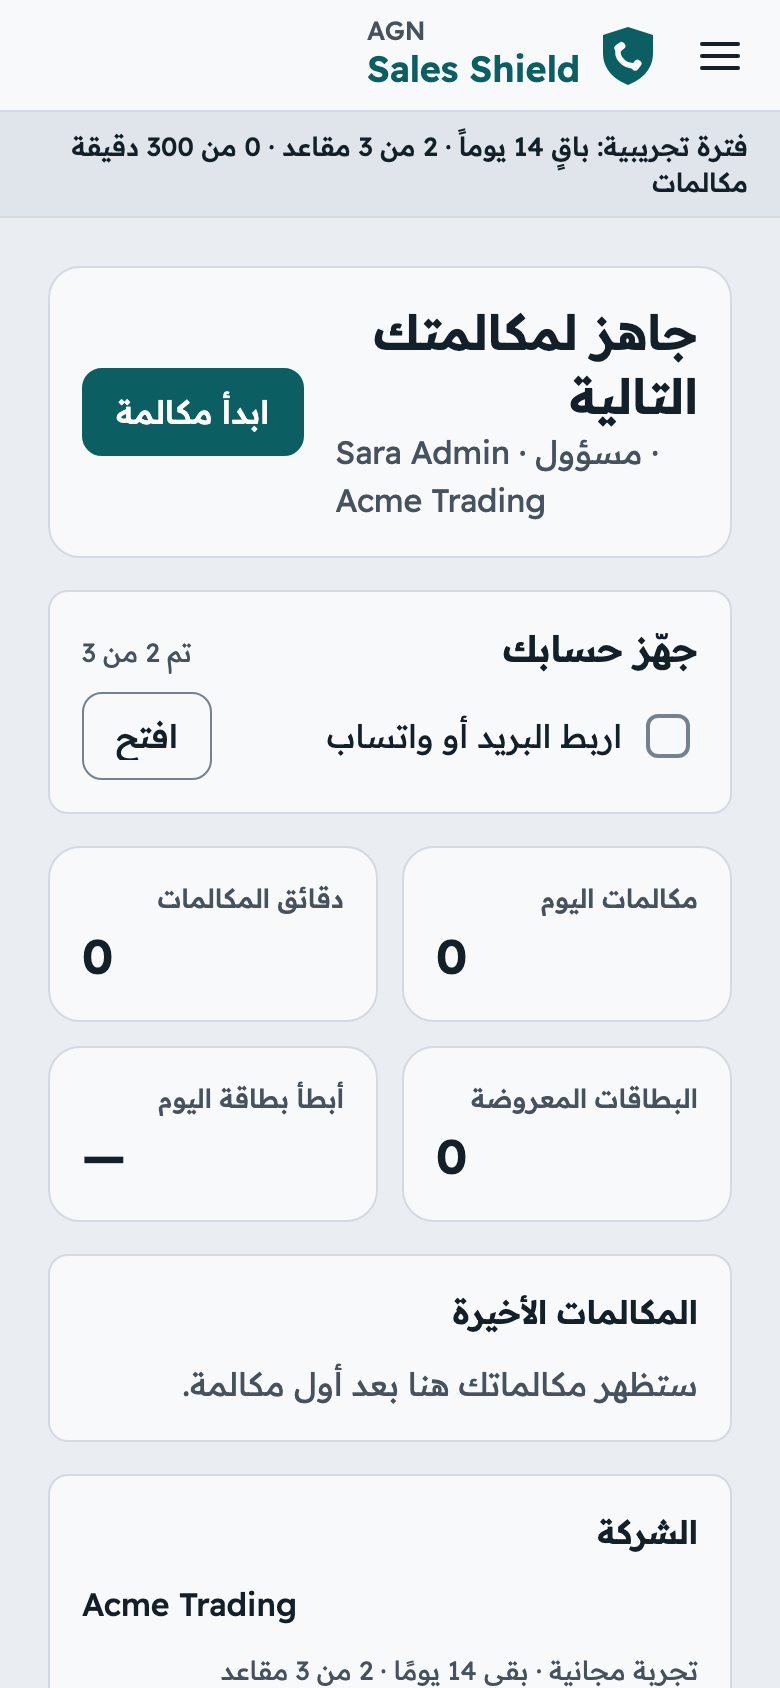 AGN
Sales Shield
فترة تجريبية: باقٍ 14 يوماً · 2 من 3 مقاعد · 0 من 300 دقيقة
مكالمات
جاهز لمكالمتك
التالية
Sara Admin · مسؤول ·
Acme Trading
ابدأ مكالمة
جهّز حسابك
تم 2 من 3
اربط البريد أو واتساب
افتح
مكالمات اليوم
0
دقائق المكالمات
0
البطاقات المعروضة
0
أبطأ بطاقة اليوم
—
المكالمات الأخيرة
ستظهر مكالماتك هنا بعد أول مكالمة.
الشركة
Acme Trading
تجربة مجانية · بقي 14 يومًا · 2 من 3 مقاعد